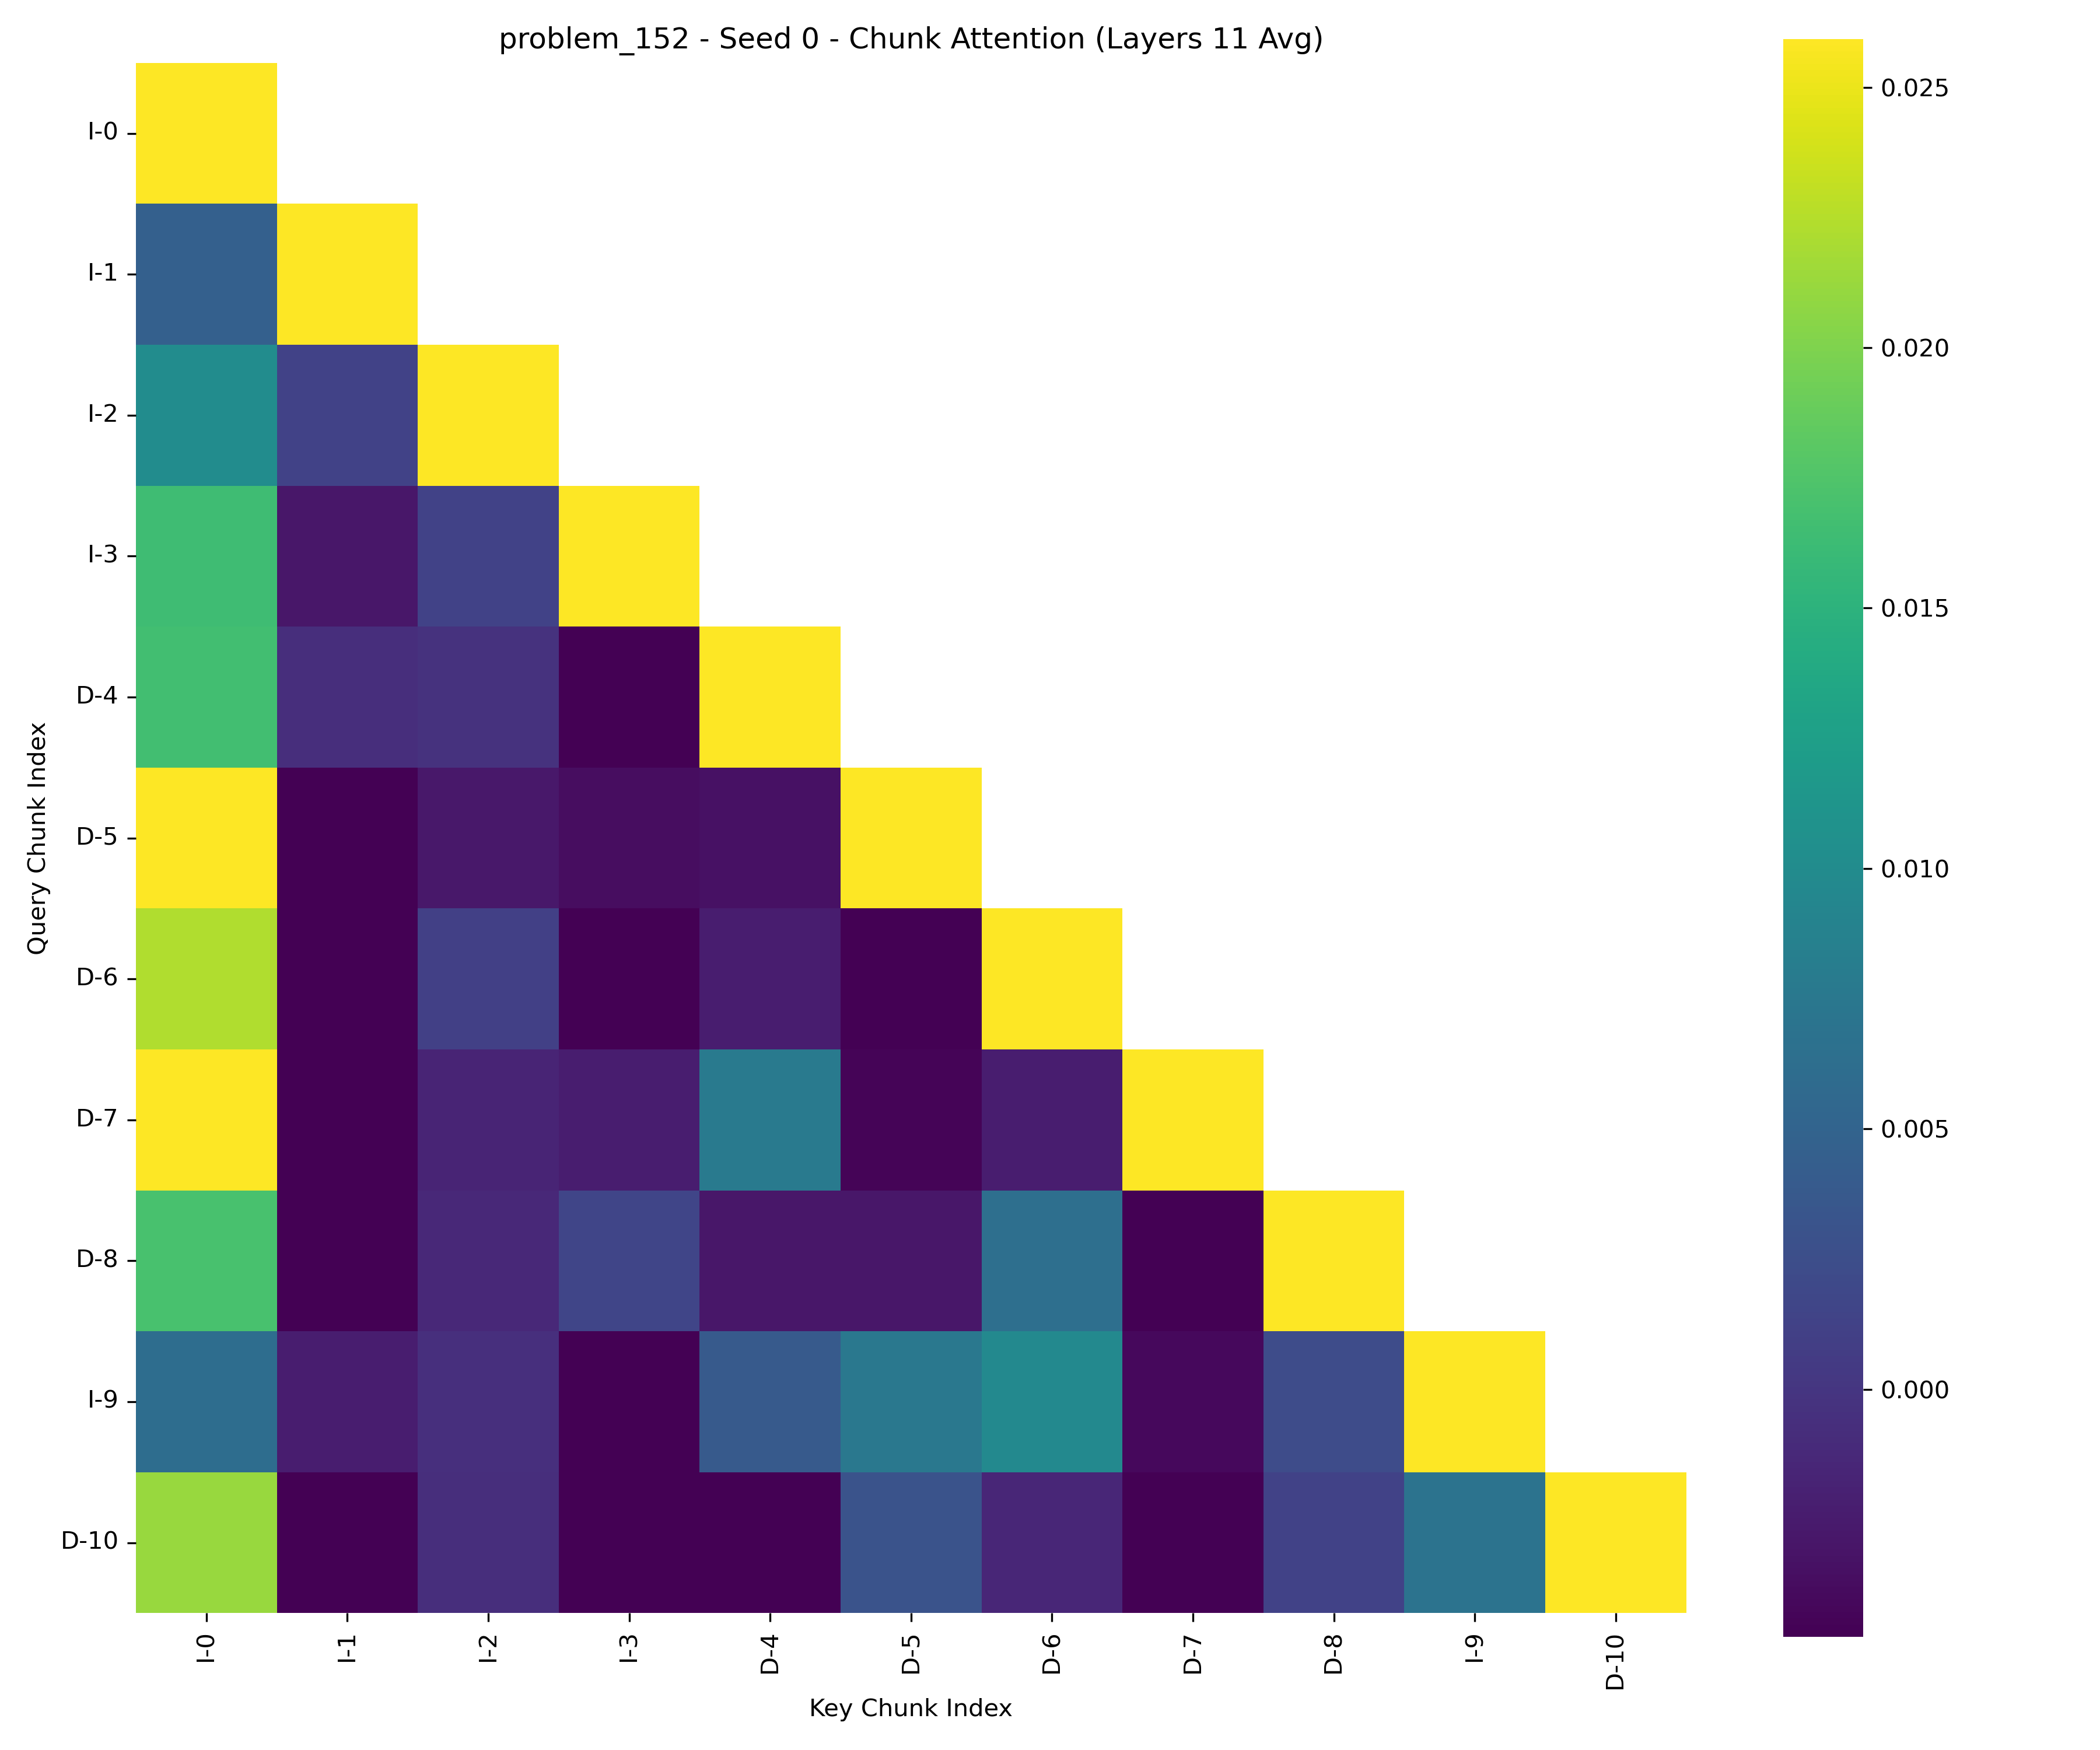 problem_152 - Seed 0 - Chunk Attention (Layers 11 Avg)
Query Chunk Index
I-0
I-1
I-2
I-3
D-4
D-5
D-6
D-7
D-8
I-9
D-10
I-0
I-1
I-2
I-3
D-4
D-5
D-6
D-7
D-8
I-9
D-10
Key Chunk Index
0.025
0.020
0.015
0.010
0.005
0.000